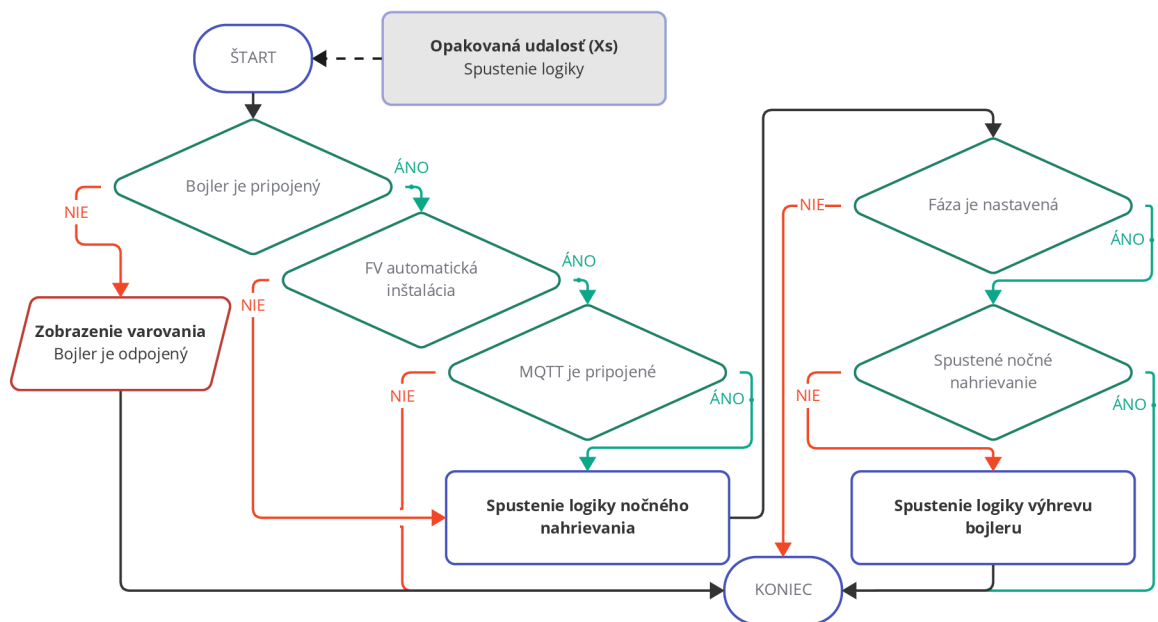 ŠTART
Opakovaná udalosť (Xs)
Spustenie logiky
Bojler je pripojený
ÁNO
NIE
Zobrazenie varovania
Bojler je odpojený
FV automatická
inštalácia
ÁNO
NIE
MQTT je pripojené
ÁNO
NIE
Spustenie logiky nočného
nahrievania
Fáza je nastavená
NIE
ÁNO
Spustené nočné
nahrievanie
NIE
ÁNO
Spustenie logiky výhrevu
bojleru
KONIEC